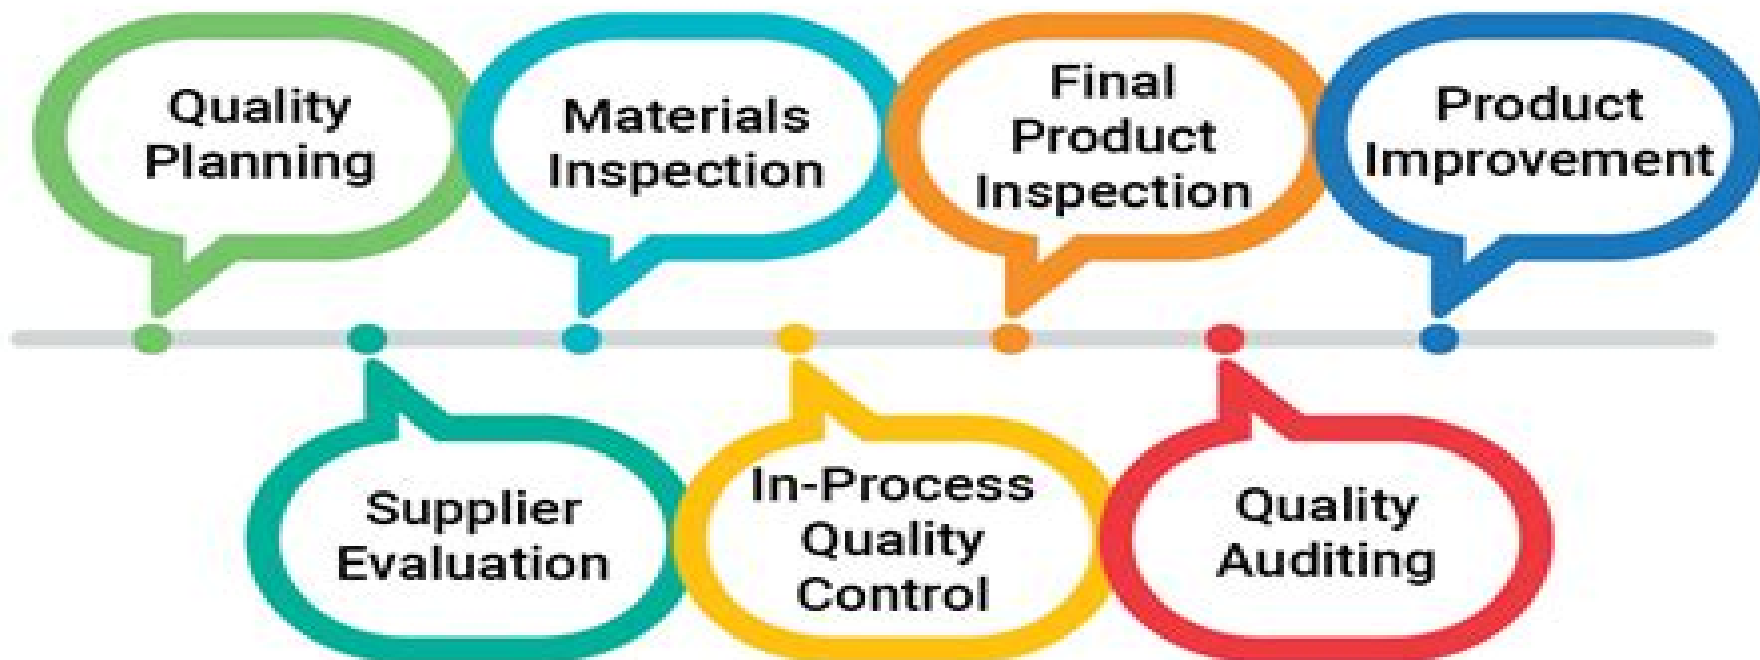 Quality
Planning
Supplier
Evaluation
Materials
Inspection
In-Process
Quality
Control
Final
Product
Inspection
Quality
Auditing
Product
Improvement